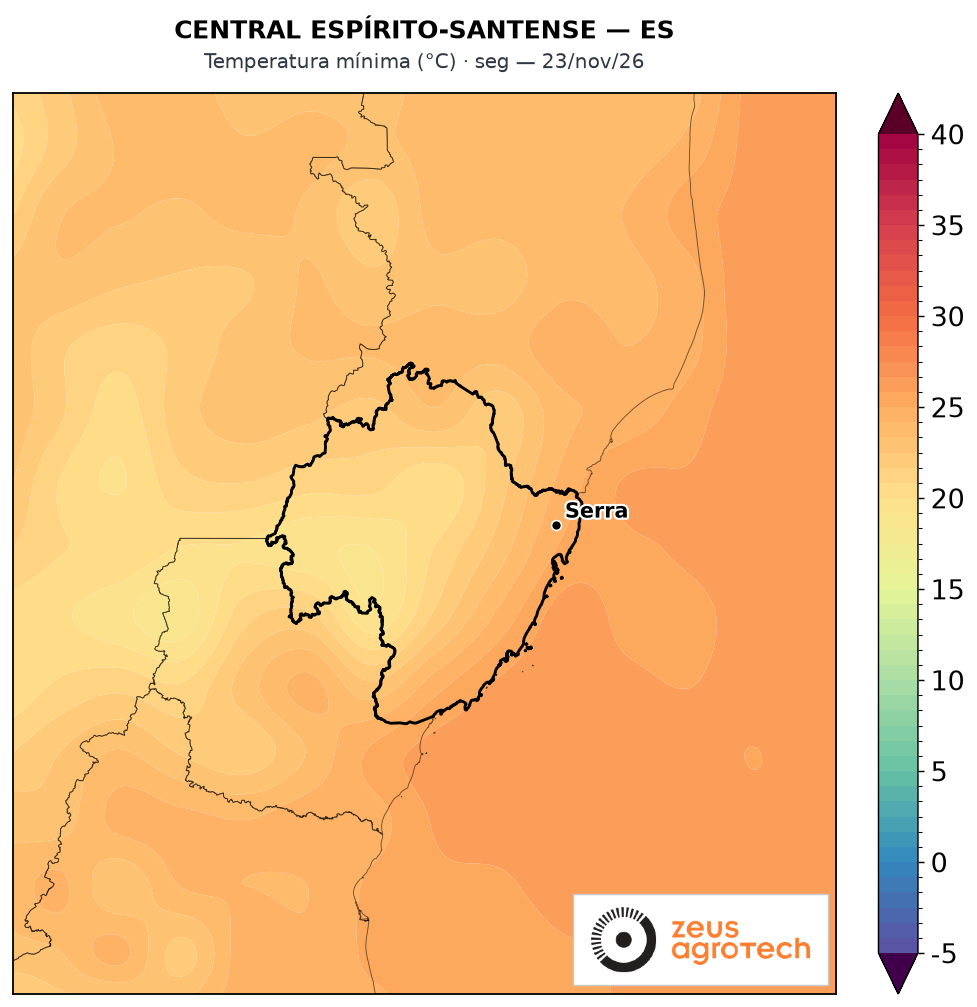 CENTRAL ESPÍRITO-SANTENSE — ES
Temperatura mínima (°C) · seg — 23/nov/26
40
35
30
25
20
15
10
5
0
-5
Serra
zeus
agrotech